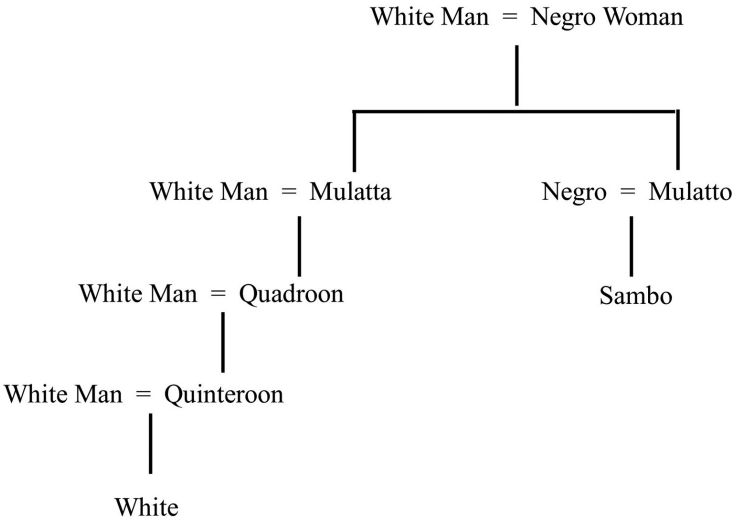 White Man = Negro Woman
White Man = Mulatta
Negro = Mulatto
White Man = Quadroon
Sambo
White Man = Quinteroon
White